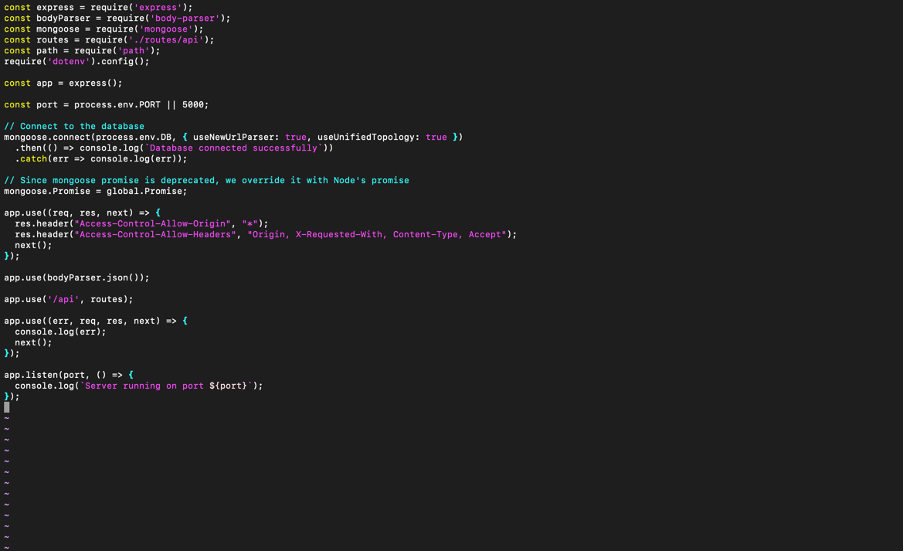 const express = require('express');
const bodyParser = require('body-parser');
const mongoose = require('mongoose');
const routes = require('./routes/api');
const path = require('path');
require('dotenv').config();

const app = express();

const port = process.env.PORT || 5000;

// Connect to the database
mongoose.connect(process.env.DB, { useNewUrlParser: true, useUnifiedTopology: true })
  .then(() => console.log(`Database connected successfully`))
  .catch(err => console.log(err));

// Since mongoose promise is deprecated, we override it with Node's promise
mongoose.Promise = global.Promise;

app.use((req, res, next) => {
  res.header("Access-Control-Allow-Origin", "*");
  res.header("Access-Control-Allow-Headers", "Origin, X-Requested-With, Content-Type, Accept");
  next();
});

app.use(bodyParser.json());

app.use('/api', routes);

app.use((err, req, res, next) => {
  console.log(err);
  next();
});

app.listen(port, () => {
  console.log(`Server running on port ${port}`);
});

~
~
~
~
~
~
~
~
~
~
~
~
~